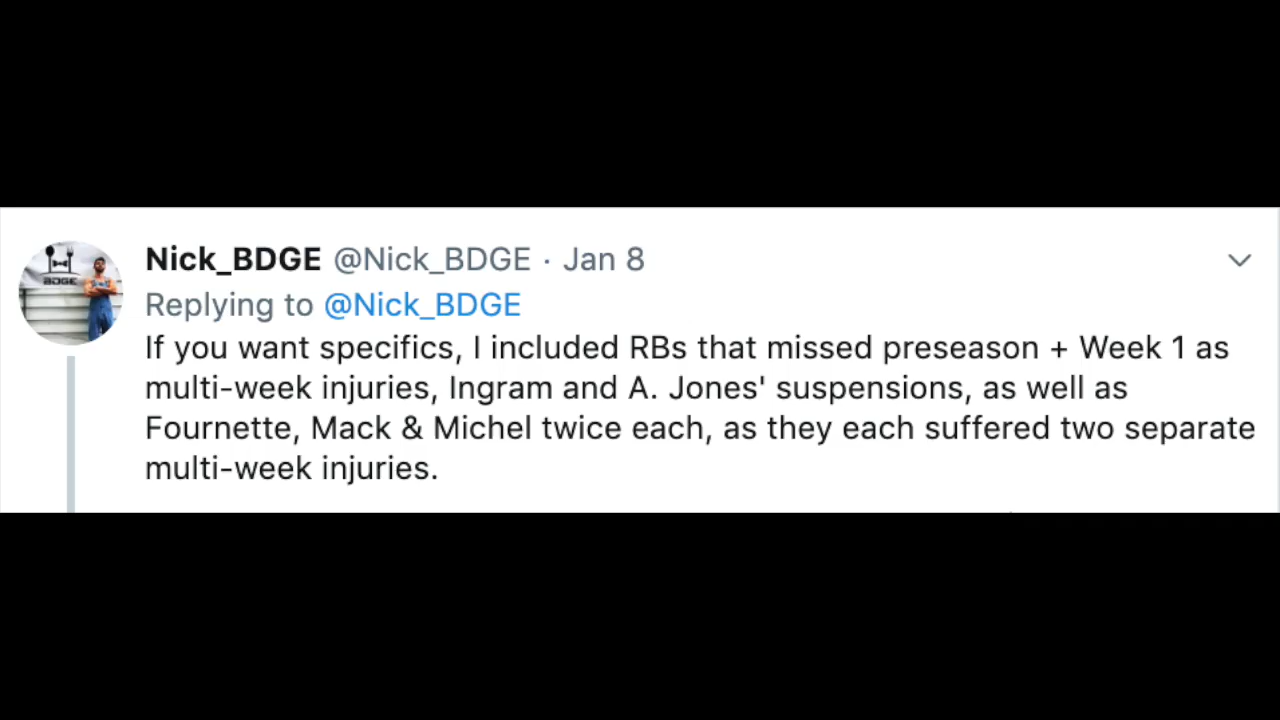 BDGE
Nick_BDGE @Nick_BDGE · Jan 8
Replying to @Nick_BDGE
If you want specifics, I included RBs that missed preseason + Week 1 as
multi-week injuries, Ingram and A. Jones' suspensions, as well as
Fournette, Mack & Michel twice each, as they each suffered two separate
multi-week injuries.